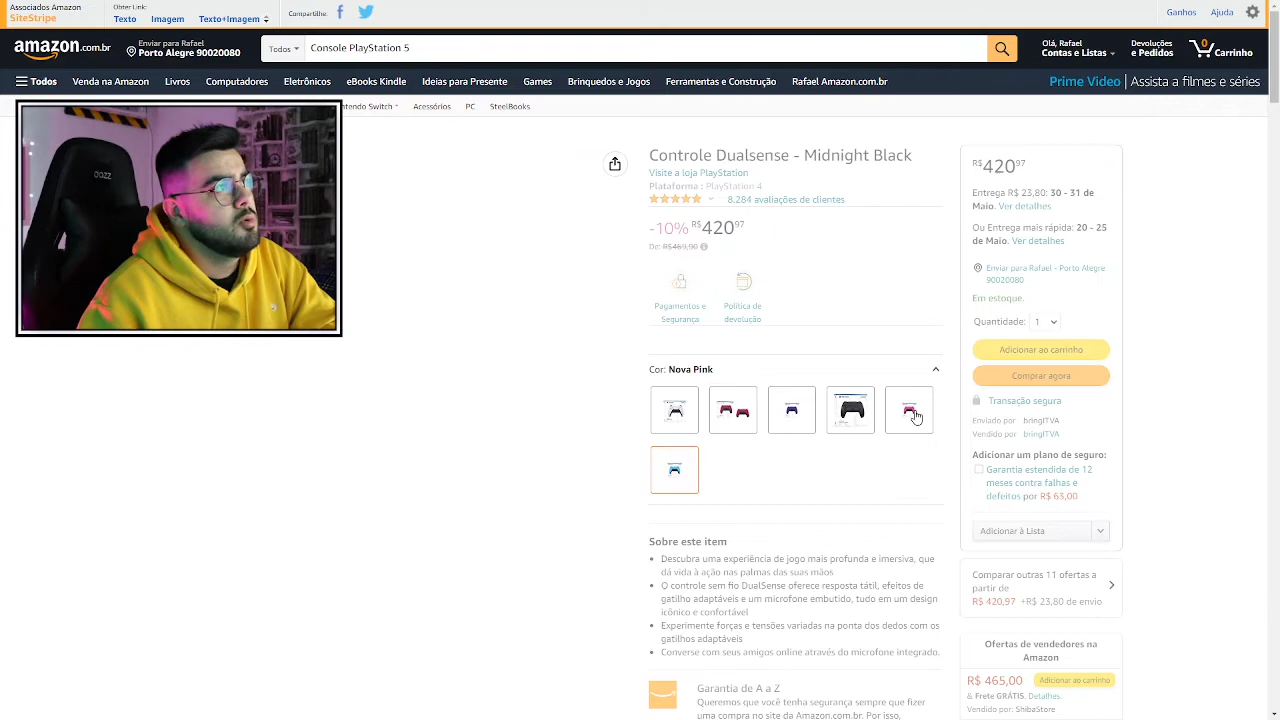 Associados Amazon
SiteStripe
Obter Link:
Texto Imagem Texto+Imagem
Compartilhe:
Ganhos Ajuda
amazon.com.br
Enviar para Rafael
Porto Alegre 90020080
Todos
Console PlayStation 5
Olá, Rafael
Contas e Listas
Devoluções
e Pedidos
0
Carrinho
Todos Venda na Amazon Livros Computadores Eletrônicos eBook Kindle Ideias para Presente Games Brinquedos e Jogos Promoção Rafael Amazon.com.br
Prime Video | Assista a filmes e séries
ntendo Switch Acessórios PC SteelBooks
Controle Dualsense - Midnight Black
Visite a loja PlayStation
Plataforma : PlayStation 4
8.284 avaliações de clientes
-10% R$42097
De: R$469,90
Pagamentos e
Segurança
Política de
devolução
Cor: Nova Pink
Sobre este item
Descubra uma experiência de jogo mais profunda e imersiva, que
dá vida à ação nas palmas das suas mãos
O controle sem fio DualSense oferece resposta tátil, efeitos de
gatilho adaptáveis e um microfone embutido, tudo em um design
icônico e confortável
Experimente forças e tensões variadas na ponta dos dedos com os
gatilhos adaptáveis
Converse com seus amigos online através do microfone integrado.
Garantia de A a Z
Queremos que você tenha segurança sempre que fizer
uma compra no site da Amazon.com.br. Por isso,
R$42097
Entrega R$ 23,80: 30 - 31 de
Maio. Ver detalhes
Ou Entrega mais rápida: 20 - 25
de Maio. Ver detalhes
Enviar para Rafael - Porto Alegre
90020080
Em estoque.
Quantidade: 1
Adicionar ao carrinho
Comprar agora
Transação segura
Enviado por bringITVA
Vendido por bringITVA
Adicionar um plano de seguro:
Garantia estendida de 12
meses contra falhas e
defeitos por R$ 63,00
Adicionar à Lista
Comparar outras 11 ofertas a
partir de
R$ 420,97 +R$ 23,80 de envio
Ofertas de vendedores na
Amazon
R$ 465,00 Adicionar ao carrinho
& Frete GRÁTIS. Detalhes.
Vendido por: ShibaStore